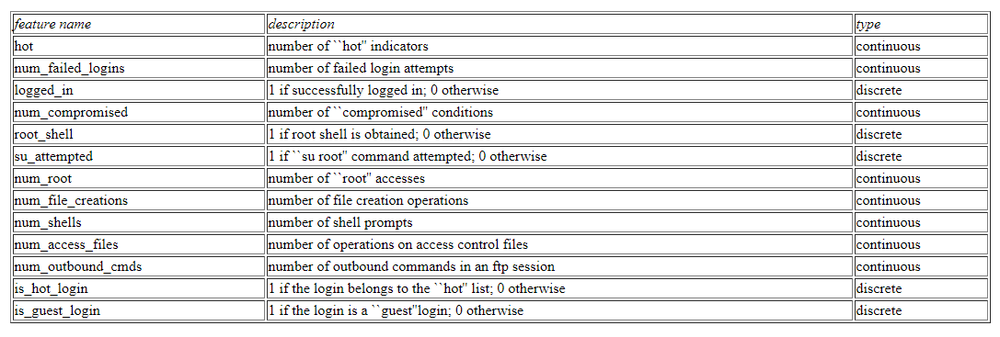 feature name description type
hot number of ``hot'' indicators continuous
num_failed_logins number of failed login attempts continuous
logged_in 1 if successfully logged in; 0 otherwise discrete
num_compromised number of ``compromised'' conditions continuous
root_shell 1 if root shell is obtained; 0 otherwise discrete
su_attempted 1 if ``su root'' command attempted; 0 otherwise discrete
num_root number of ``root'' accesses continuous
num_file_creations number of file creation operations continuous
num_shells number of shell prompts continuous
num_access_files number of operations on access control files continuous
num_outbound_cmds number of outbound commands in an ftp session continuous
is_hot_login 1 if the login belongs to the ``hot'' list; 0 otherwise discrete
is_guest_login 1 if the login is a ``guest''login; 0 otherwise discrete